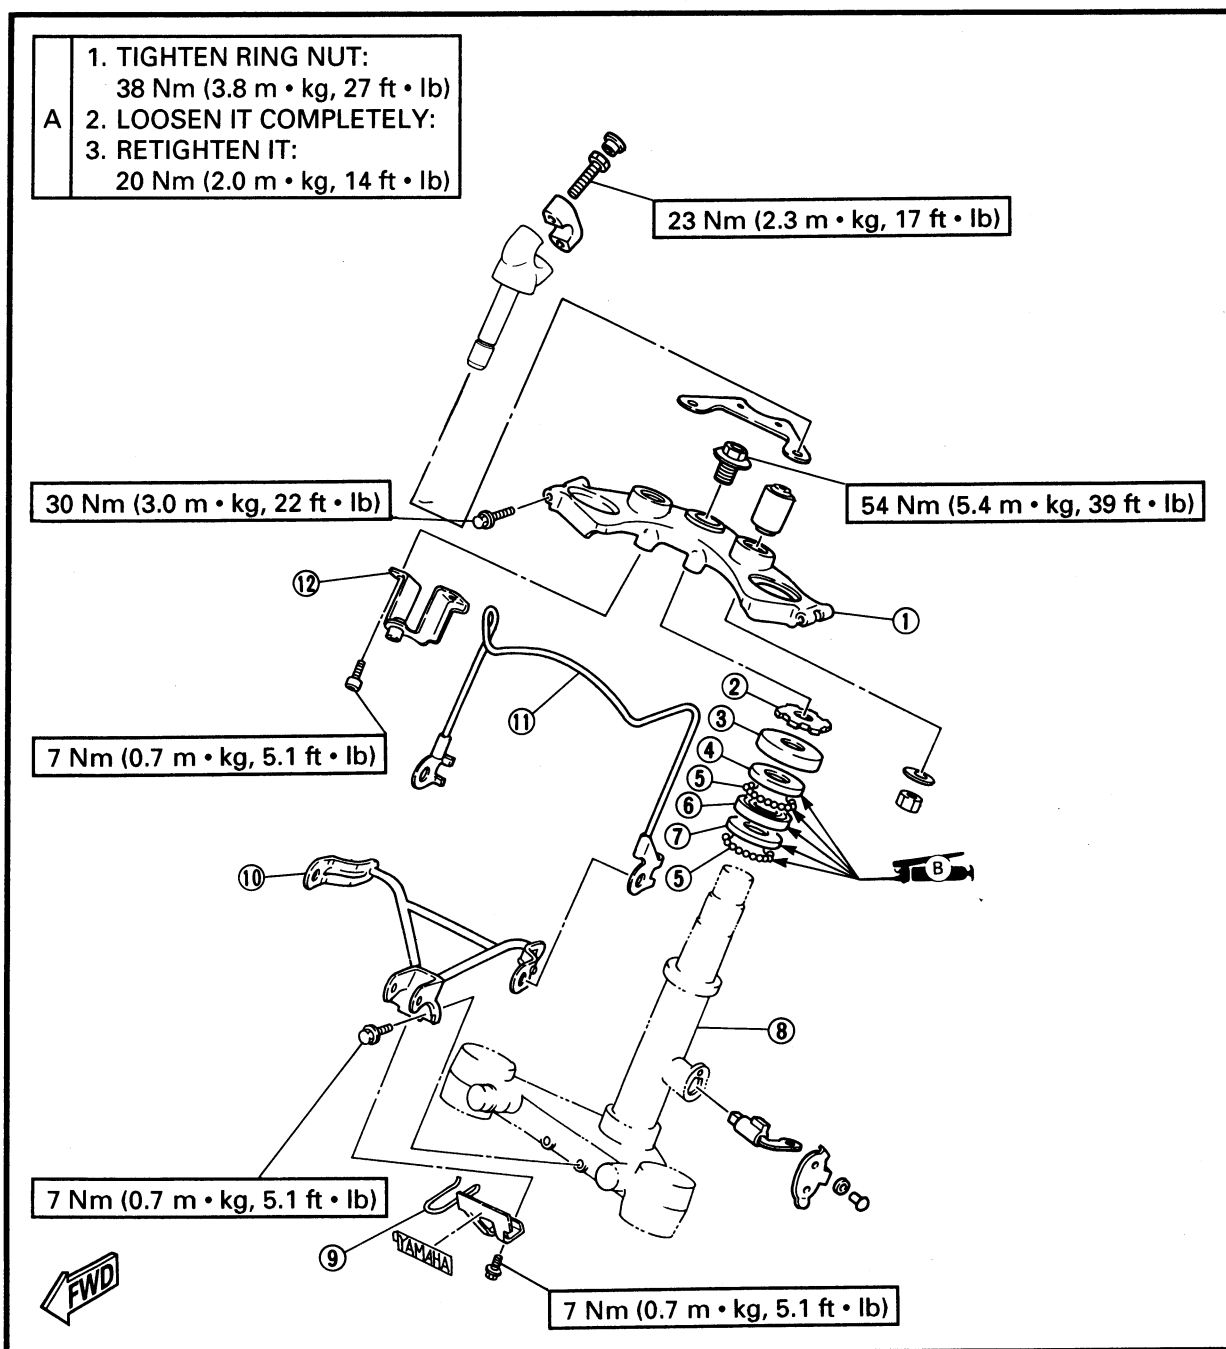 1. TIGHTEN RING NUT:
38 Nm (3.8 m • kg, 27 ft • lb)
A
2. LOOSEN IT COMPLETELY:
3. RETIGHTEN IT:
20 Nm (2.0 m • kg, 14 ft • lb)
23 Nm (2.3 m • kg, 17 ft • lb)
30 Nm (3.0 m • kg, 22 ft • lb)
54 Nm (5.4 m • kg, 39 ft • lb)
12
1
2
11
3
7 Nm (0.7 m • kg, 5.1 ft • lb)
4
5
6
7
5
B
10
8
7 Nm (0.7 m • kg, 5.1 ft • lb)
9
YAMAHA
FWD
7 Nm (0.7 m • kg, 5.1 ft • lb)